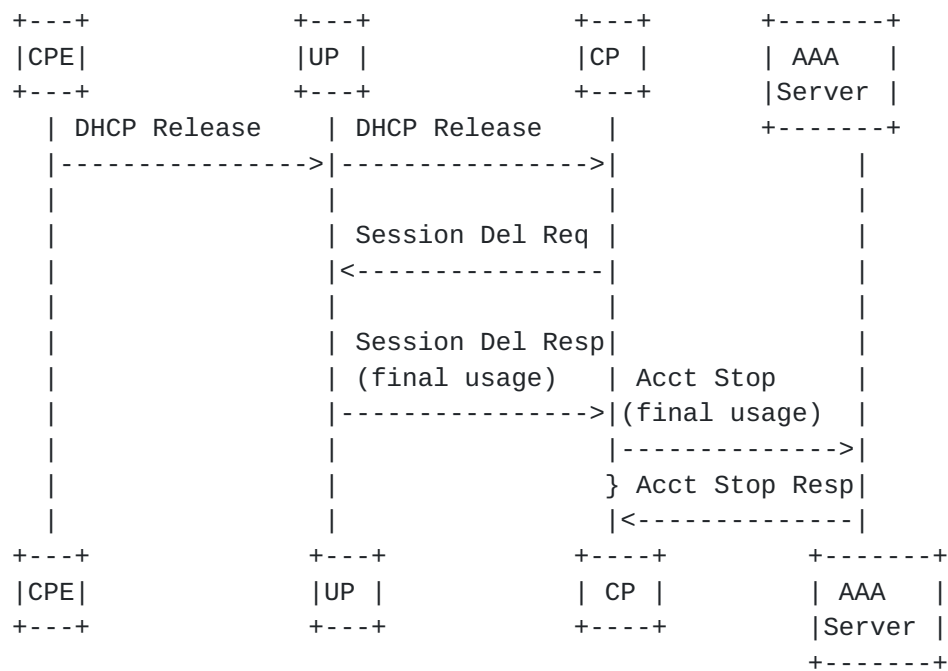 +---+ +---+ +---+ +-------+
|CPE| |UP | |CP | | AAA |
+---+ +---+ +---+ |Server |
| DHCP Release | DHCP Release | +-------+
|---------------->|---------------->| |
| | | |
| | Session Del Req | |
| |<----------------| |
| | | |
| | Session Del Resp| |
| | (final usage) | Acct Stop |
| |---------------->|(final usage) |
| | |-------------->|
| | } Acct Stop Resp|
| | |<--------------|
+---+ +---+ +----+ +-------+
|CPE| |UP | | CP | | AAA |
+---+ +---+ +----+ |Server |
+-------+